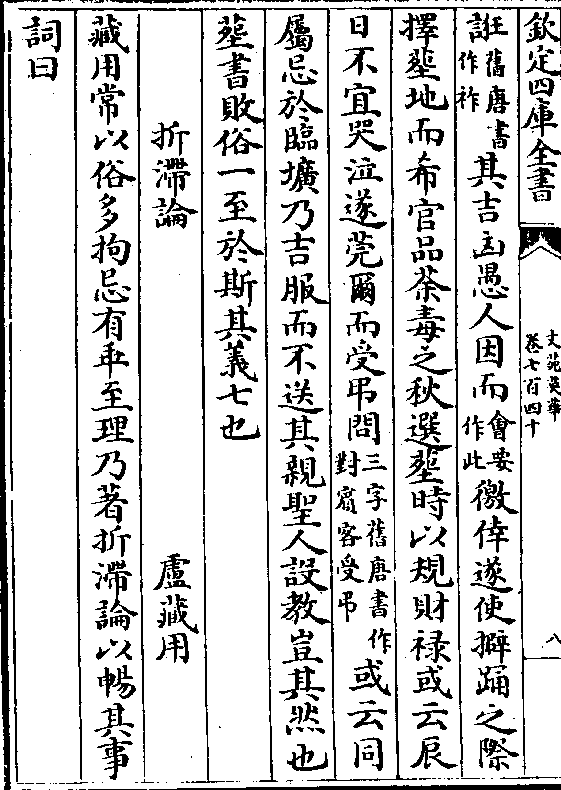 欽定四庫全書
文苑英華
卷七百四十
八
誑舊唐書作祚其吉凶愚人因而會要作此徼倖遂使擗踊之際
擇塟地而希官品荼毒之秋選塟時以規財禄或云辰
日不宜哭泣遂莞爾而受弔問三字舊唐書作對賔客受弔或云同
屬忌於臨壙乃吉服而不送其親聖人設教豈其然也
塟書敗俗一至於斯其義七也
折滯論
盧藏用
藏用常以俗多拘忌有乖至理乃著折滯論以暢其事
詞曰